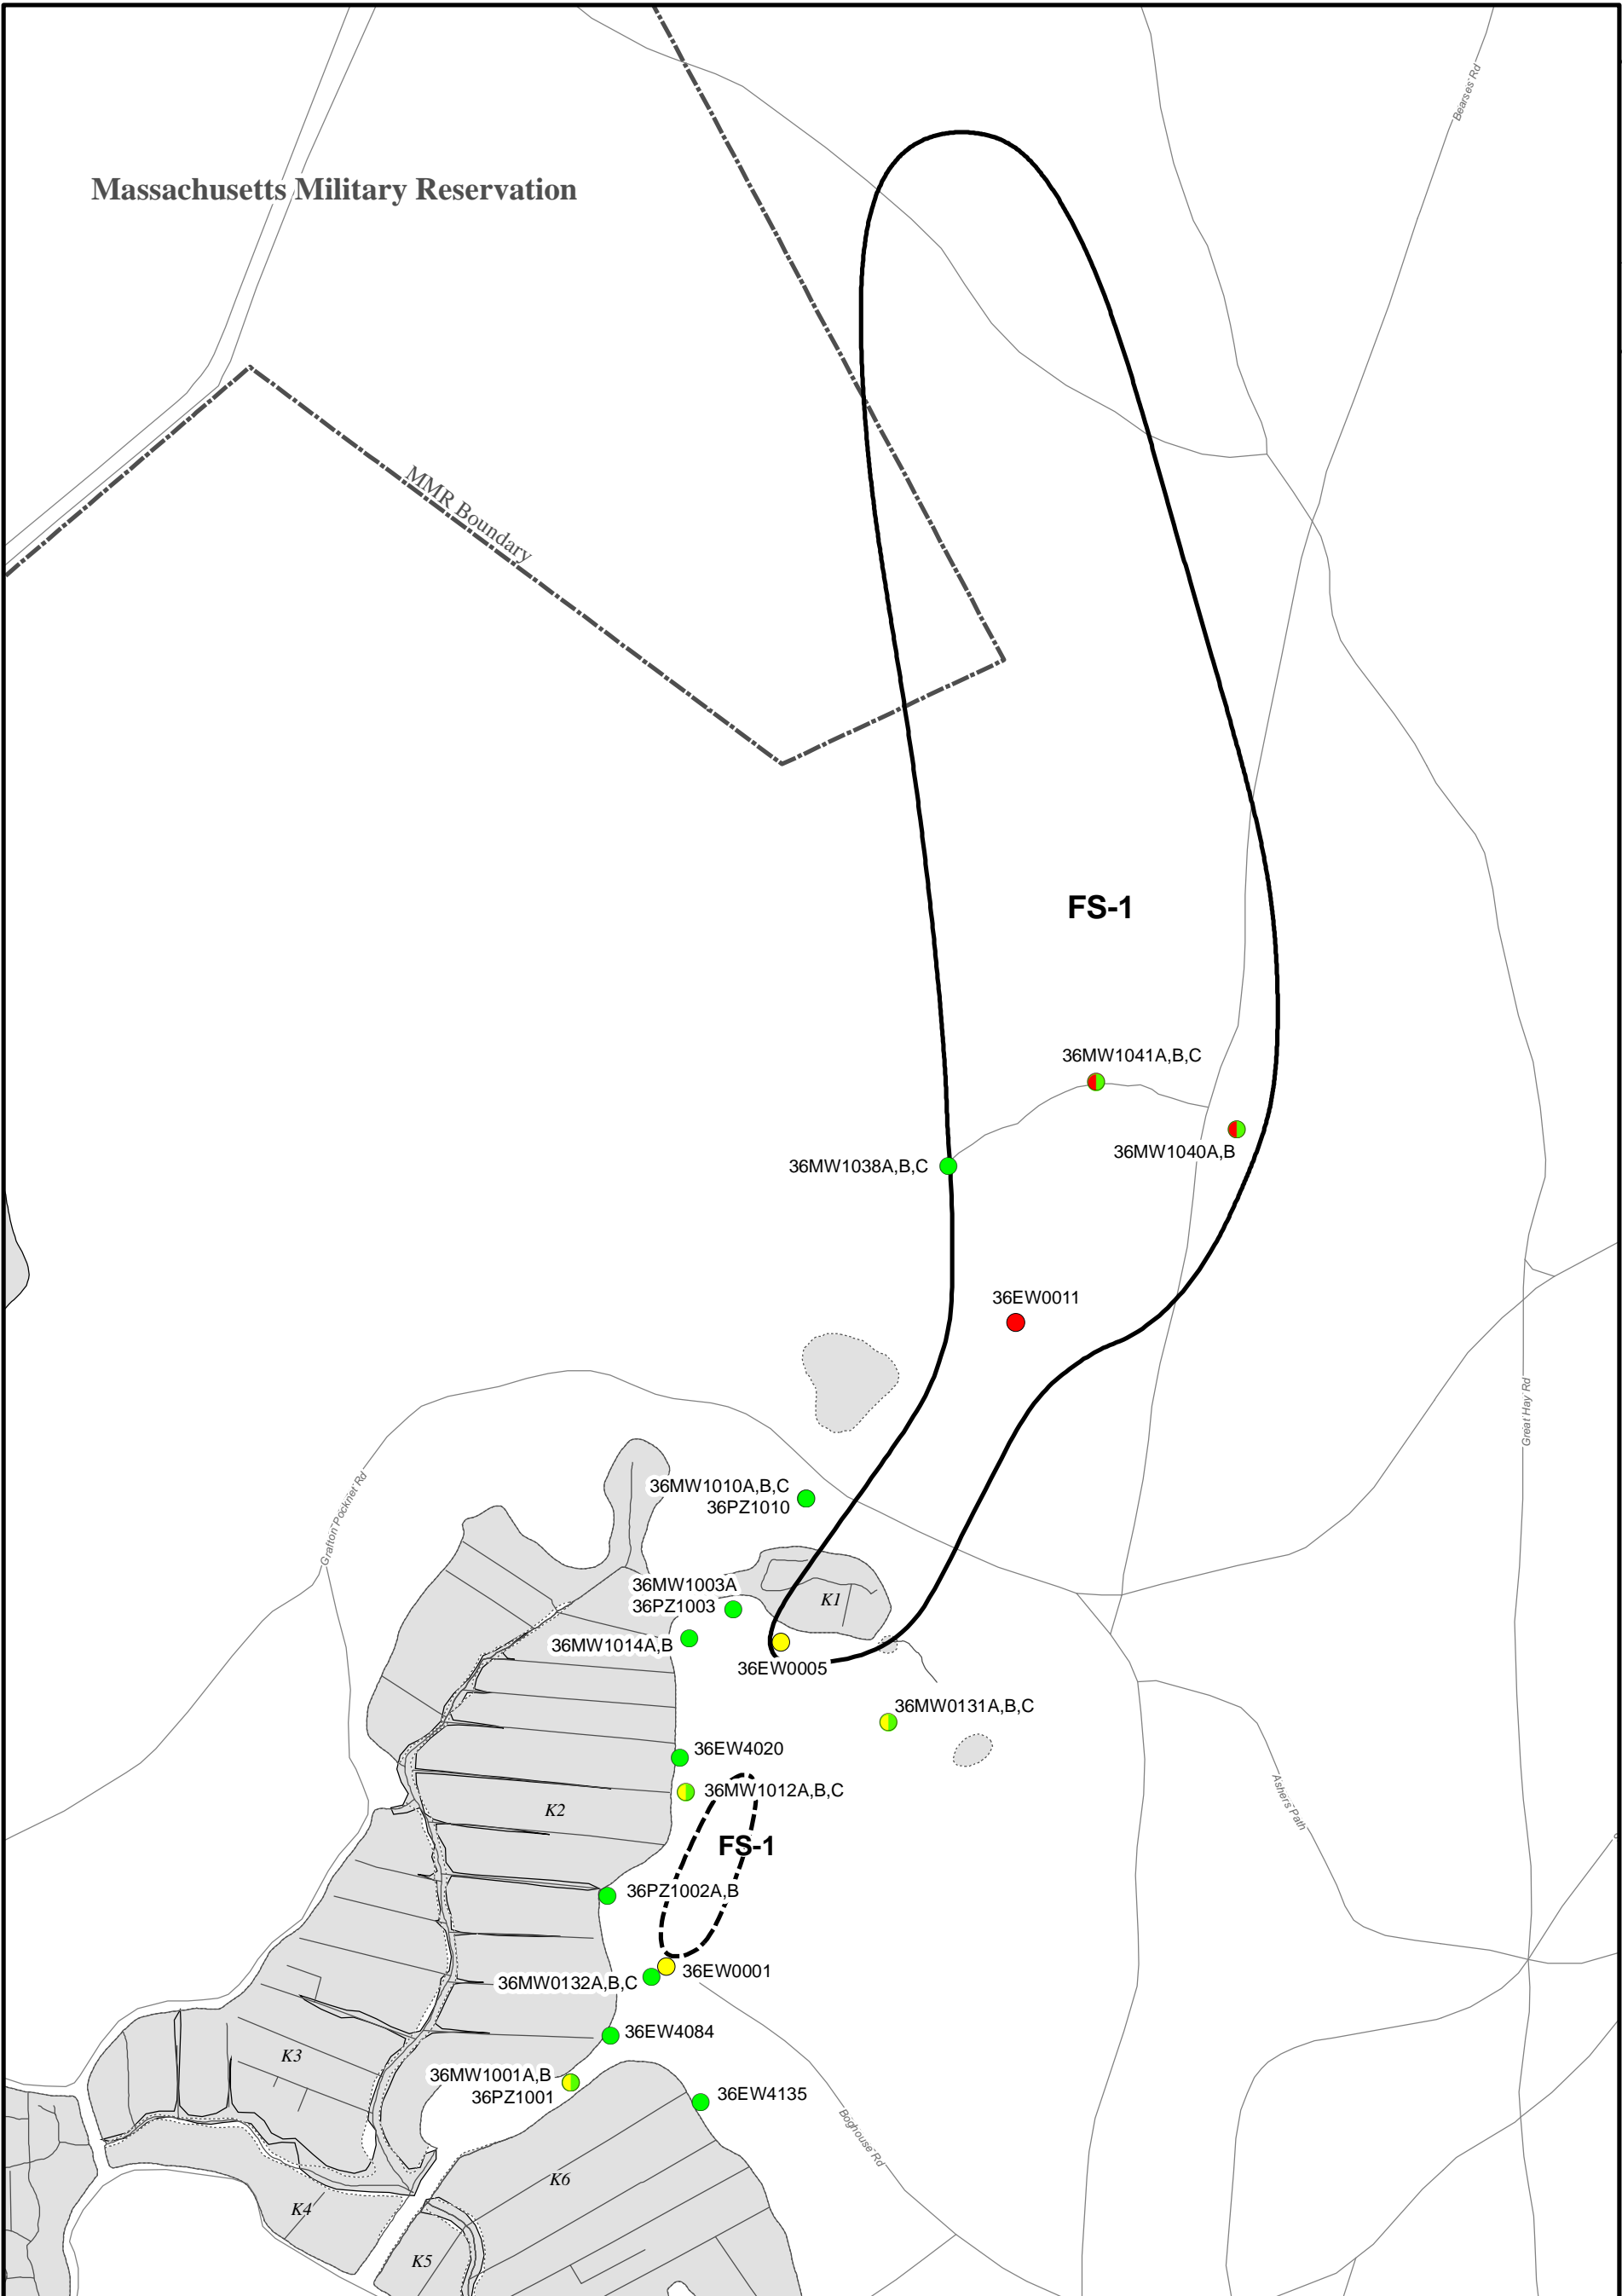 Bearses Rd
Massachusetts Military Reservation
MMR Boundary
FS-1
36MW1041A,B,C
36MW1040A,B
36MW1038A,B,C
36EW0011
Great Hay Rd
Grafton Pocknet Rd
36MW1010A,B,C
36PZ1010
36MW1003A
36PZ1003
K1
36MW1014A,B
36EW0005
36MW0131A,B,C
36EW4020
36MW1012A,B,C
K2
Ashers Path
FS-1
36PZ1002A,B
36EW0001
36MW0132A,B,C
36EW4084
K3
36MW1001A,B
36PZ1001
36EW4135
Boghouse Rd
K6
K4
K5